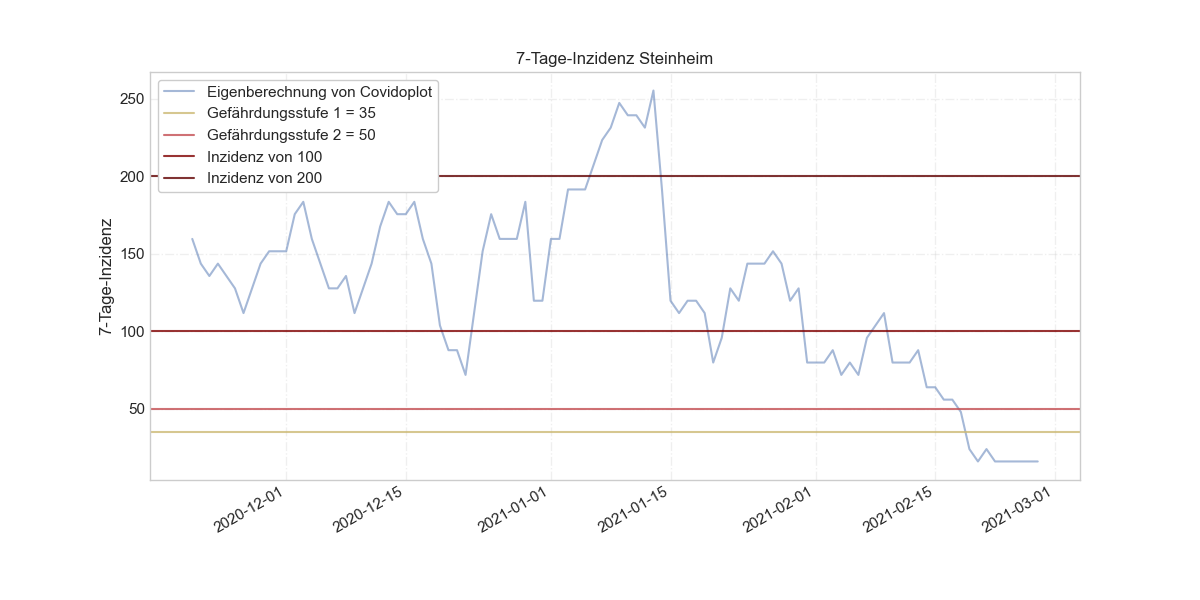 7-Tage-Inzidenz Steinheim
Eigenberechnung von Covidoplot
Gefährdungsstufe 1 = 35
Gefährdungsstufe 2 = 50
Inzidenz von 100
Inzidenz von 200
7-Tage-Inzidenz
250
200
150
100
50
2020-12-01
2020-12-15
2021-01-01
2021-01-15
2021-02-01
2021-02-15
2021-03-01